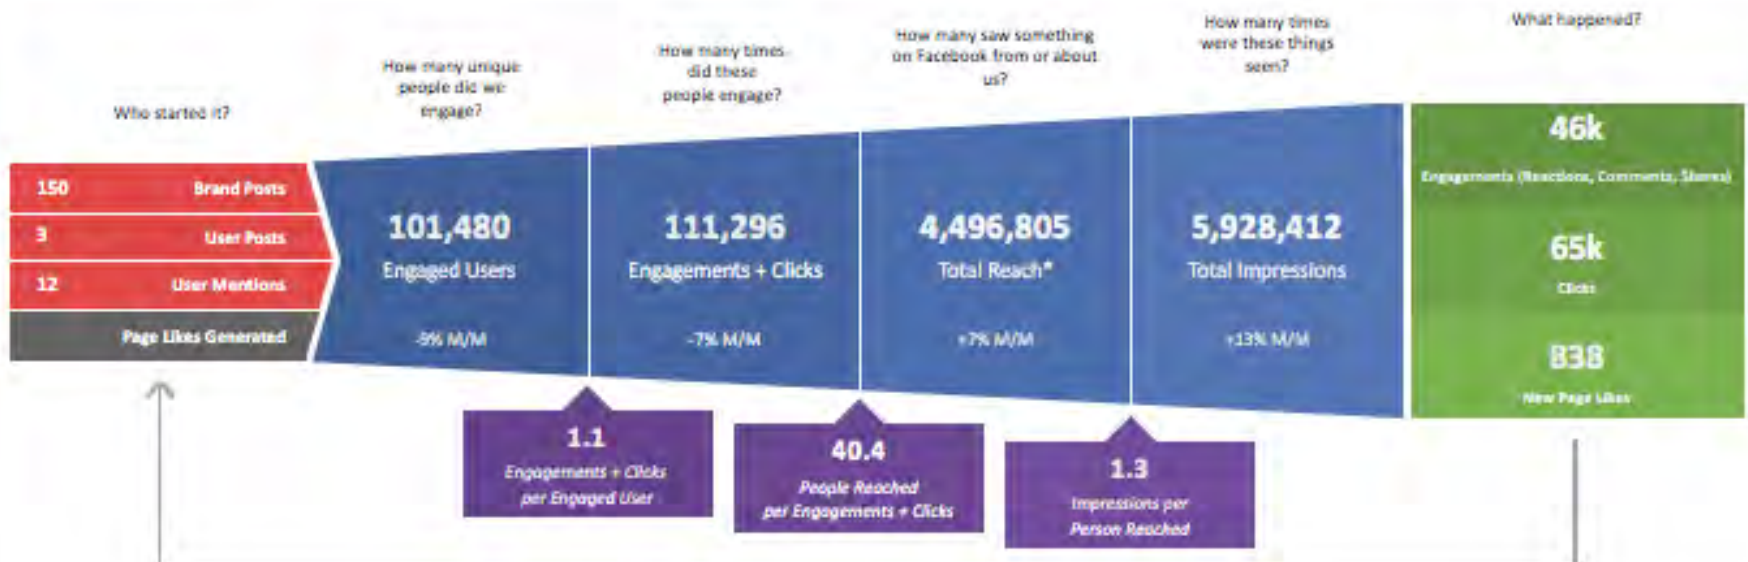 Who started it?
How many unique
people did we
engage?
How many times
did these
people engage?
How many saw something
on Facebook from or about
us?
How many times
were these things
seen?
What happened?
150 Brand Posts
3 User Posts
12 User Mentions
Page Likes Generated
101,480
Engaged Users
-9% M/M
111,296
Engagements + Clicks
-7% M/M
4,496,805
Total Reach*
+7% M/M
5,928,412
Total Impressions
+13% M/M
46k
Engagements (Reactions, Comments, Shares)
65k
Clicks
838
New Page Likes
1.1
Engagements + Clicks
per Engaged User
40.4
People Reached
per Engagements + Clicks
1.3
Impressions per
Person Reached